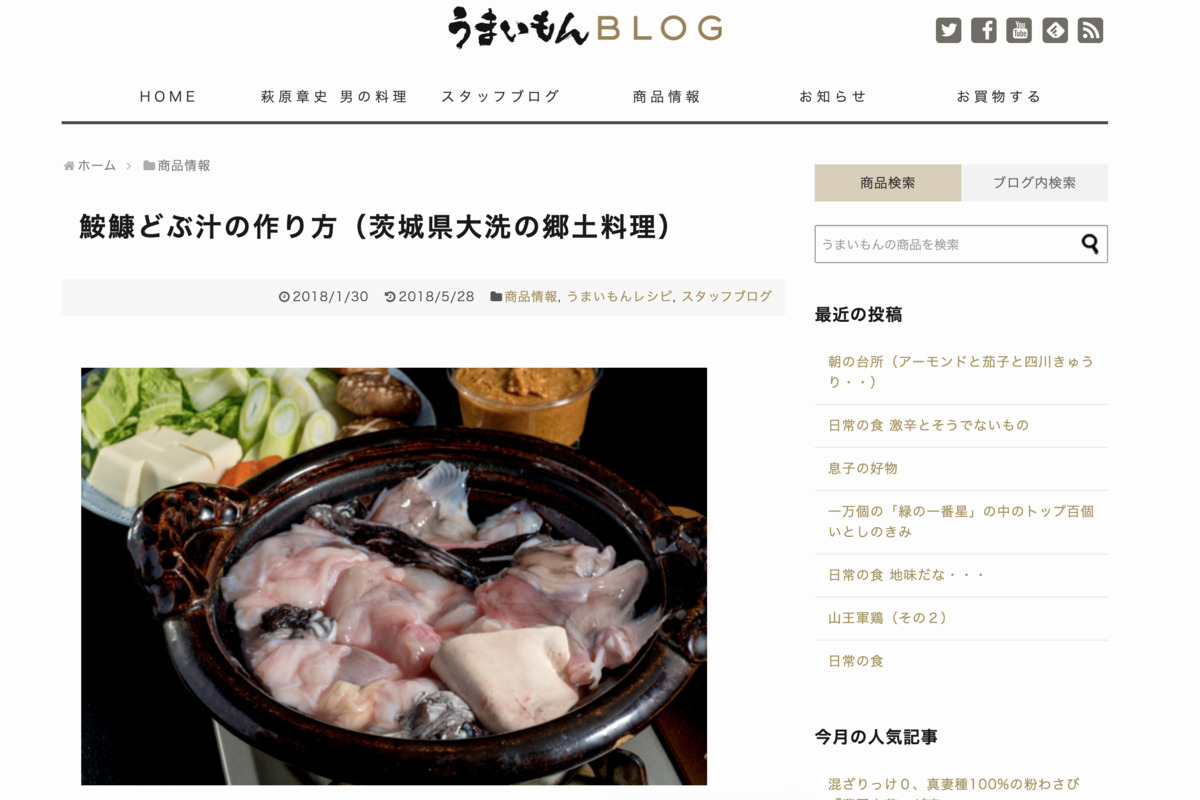 うまいもんBLOG
HOME
萩原章史 男の料理
スタッフブログ
商品情報
お知らせ
お買物する
ホーム
商品情報
鮟鱇どぶ汁の作り方（茨城県大洗の郷土料理）
2018/1/30 2018/5/28 商品情報, うまいもんレシピ, スタッフブログ
商品検索
ブログ内検索
うまいもんの商品を検索
最近の投稿
朝の台所（アーモンドと茄子と四川きゅう
り・・）
日常の食 激辛とそうでないもの
息子の好物
一万個の「緑の一番星」の中のトップ百個
いとしのきみ
日常の食 地味だな・・・
山王軍鶏（その２）
日常の食
今月の人気記事
混ざりっけ０、真妻種100%の粉わさび